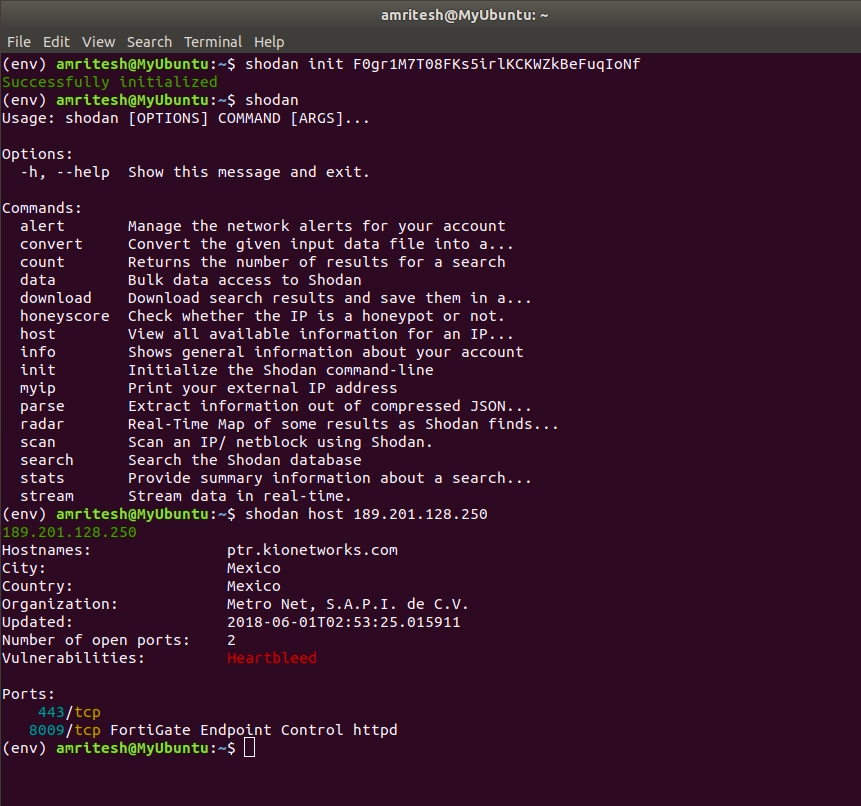 amritesh@MyUbuntu: ~
File Edit View Search Terminal Help
(env) amritesh@MyUbuntu:~$ shodan init F0gr1M7T08FKs5irlKCKWZkBeFuqIoNf
Successfully initialized
(env) amritesh@MyUbuntu:~$ shodan
Usage: shodan [OPTIONS] COMMAND [ARGS]...
Options:
-h, --help Show this message and exit.
Commands:
alert Manage the network alerts for your account
convert Convert the given input data file into a...
count Returns the number of results for a search
data Bulk data access to Shodan
download Download search results and save them in a...
honeyscore Check whether the IP is a honeypot or not.
host View all available information for an IP...
info Shows general information about your account
init Initialize the Shodan command-line
myip Print your external IP address
parse Extract information out of compressed JSON...
radar Real-Time Map of some results as Shodan finds...
scan Scan an IP/ netblock using Shodan.
search Search the Shodan database
stats Provide summary information about a search...
stream Stream data in real-time.
(env) amritesh@MyUbuntu:~$ shodan host 189.201.128.250
189.201.128.250
Hostnames: ptr.kionetworks.com
City: Mexico
Country: Mexico
Organization: Metro Net, S.A.P.I. de C.V.
Updated: 2018-06-01T02:53:25.015911
Number of open ports: 2
Vulnerabilities: Heartbleed
Ports:
443/tcp
8009/tcp FortiGate Endpoint Control httpd
(env) amritesh@MyUbuntu:~$